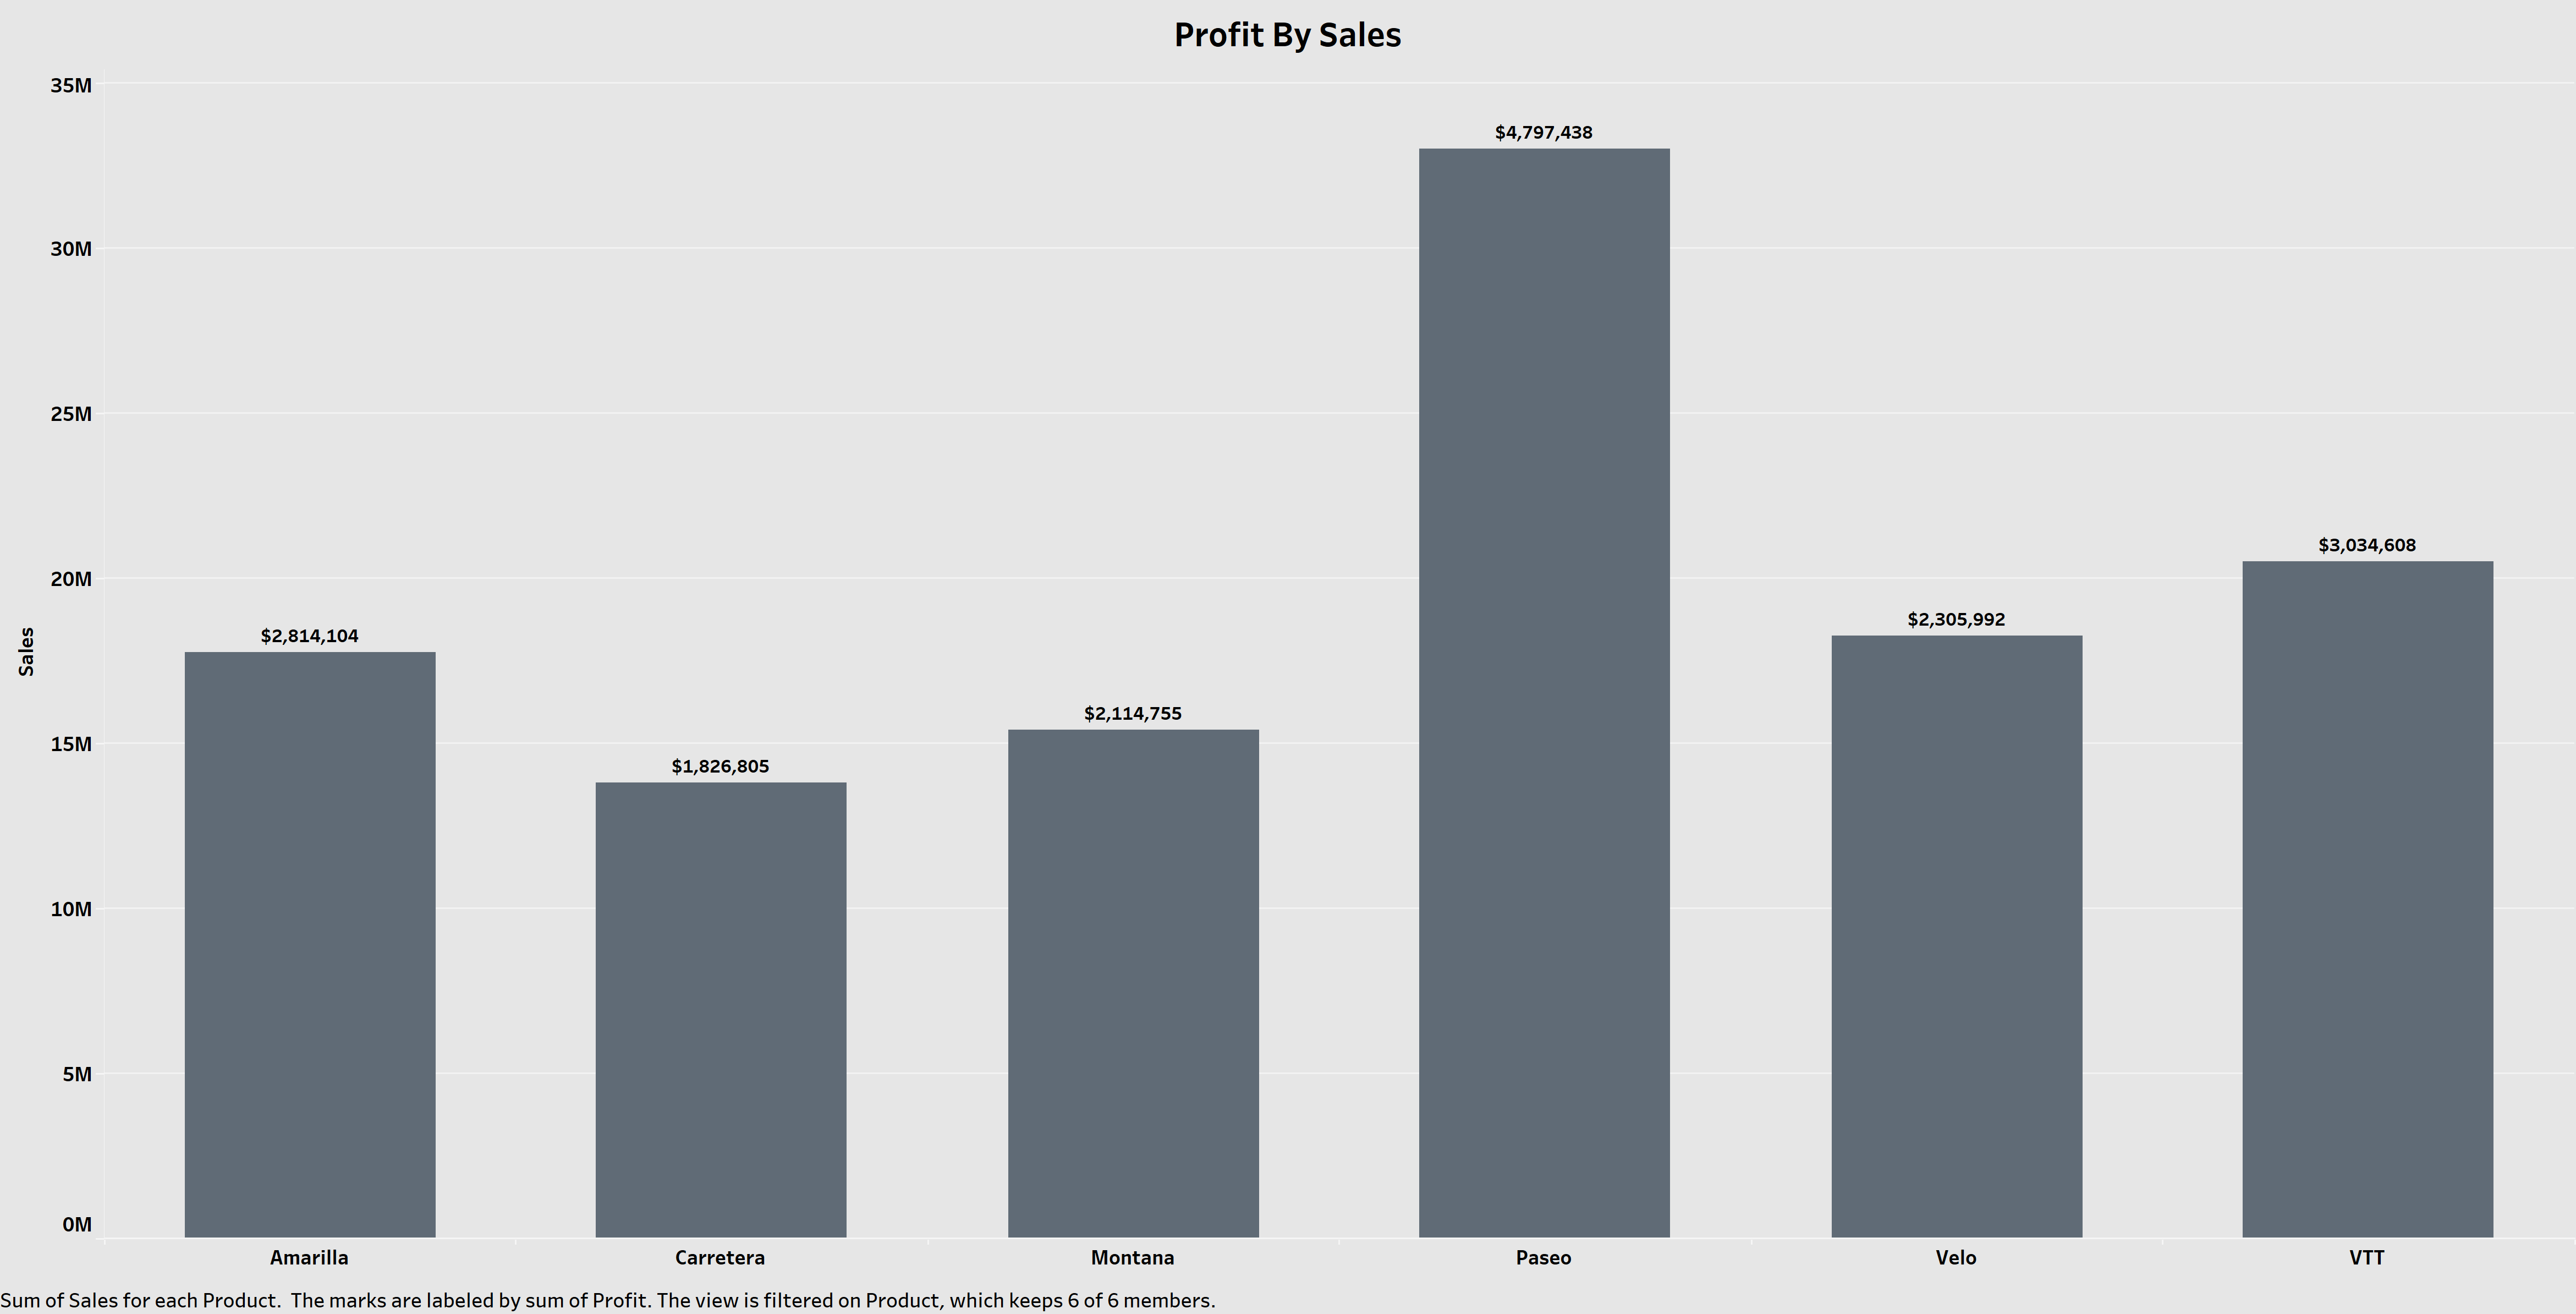 Profit By Sales
35M
30M
25M
20M
15M
10M
5M
0M
Sales
$2,814,104
$1,826,805
$2,114,755
$4,797,438
$2,305,992
$3,034,608
Amarilla
Carretera
Montana
Paseo
Velo
VTT
Sum of Sales for each Product.  The marks are labeled by sum of Profit. The view is filtered on Product, which keeps 6 of 6 members.